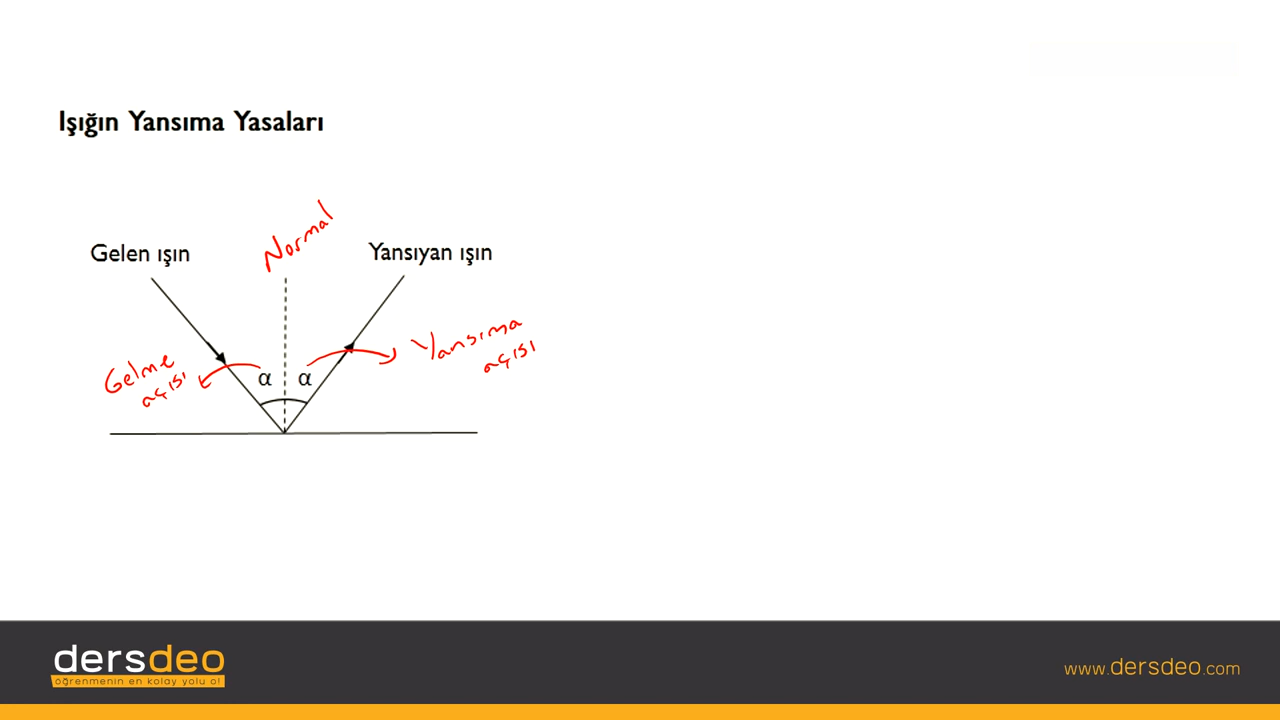 Işığın Yansıma Yasaları
Normal
Gelen ışın
Yansıyan ışın
Gelme
açısı
α
α
Yansıma
açısı
dersdeo
öğrenmenin en kolay yolu o!
www.dersdeo.com